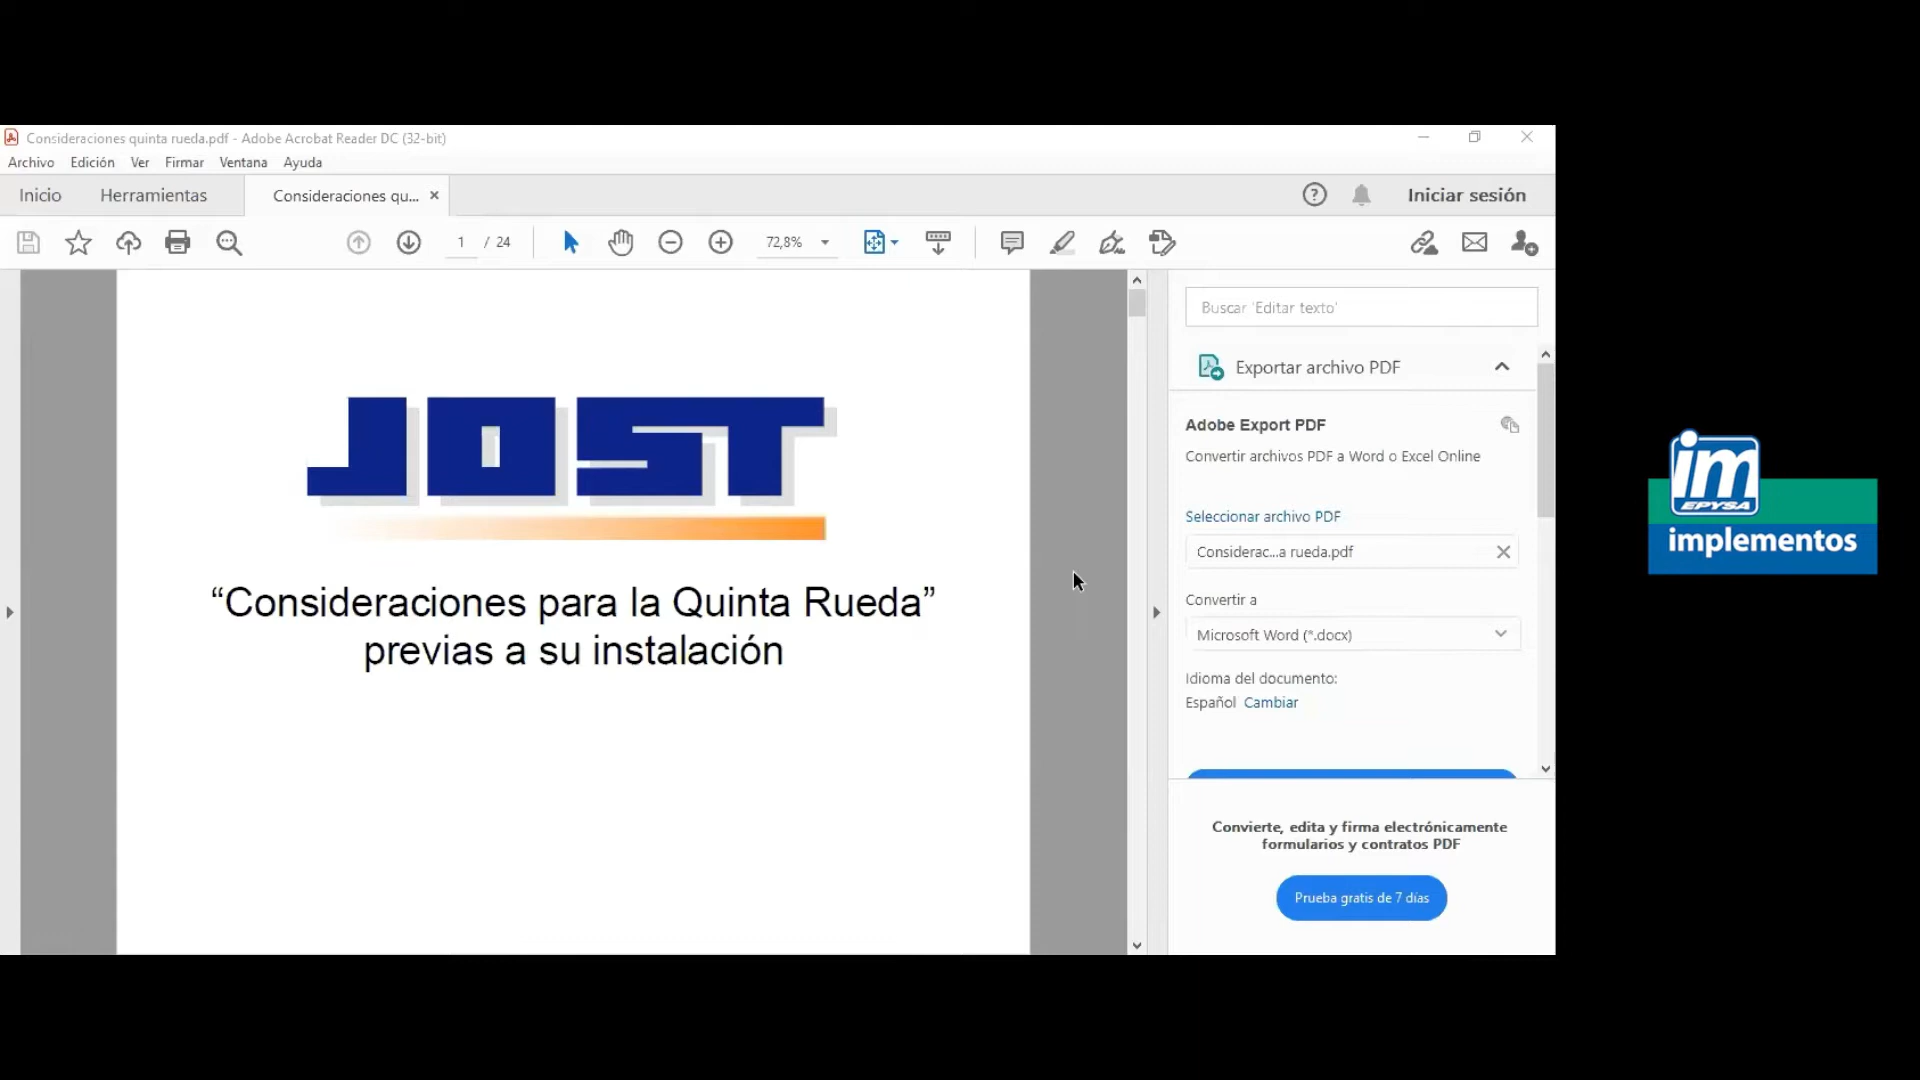 Consideraciones quinta rueda.pdf - Adobe Acrobat Reader DC (32-bit)
Archivo Edición Ver Firmar Ventana Ayuda
Inicio Herramientas Consideraciones qu... ×
Iniciar sesión
1 / 24 72,8%
JOST
“Consideraciones para la Quinta Rueda”
previas a su instalación
Buscar 'Editar texto'
Exportar archivo PDF
Adobe Export PDF
Convertir archivos PDF a Word o Excel Online
Seleccionar archivo PDF
Considerac...a rueda.pdf
Convertir a
Microsoft Word (*.docx)
Idioma del documento:
Español Cambiar
Convierte, edita y firma electrónicamente
formularios y contratos PDF
Prueba gratis de 7 días
im
EPYSA
implementos